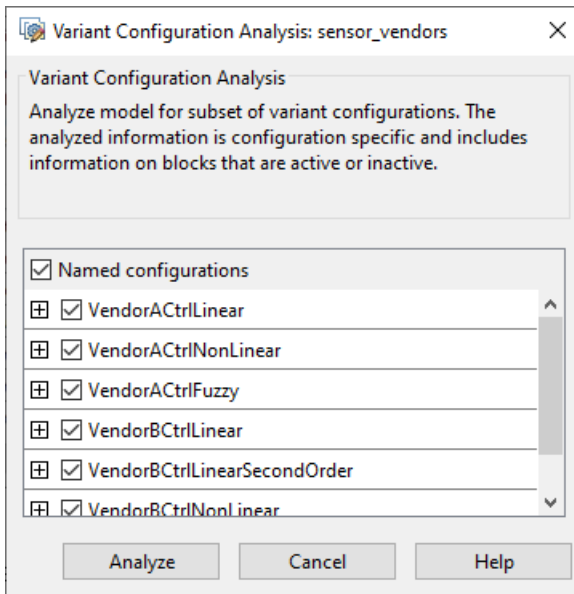 Variant Configuration Analysis: sensor_vendors
Variant Configuration Analysis
Analyze model for subset of variant configurations. The
analyzed information is configuration specific and includes
information on blocks that are active or inactive.
Named configurations
VendorACtrlLinear
VendorACtrlNonLinear
VendorACtrlFuzzy
VendorBCtrlLinear
VendorBCtrlLinearSecondOrder
VendorBCtrlNonLinear
Analyze Cancel Help